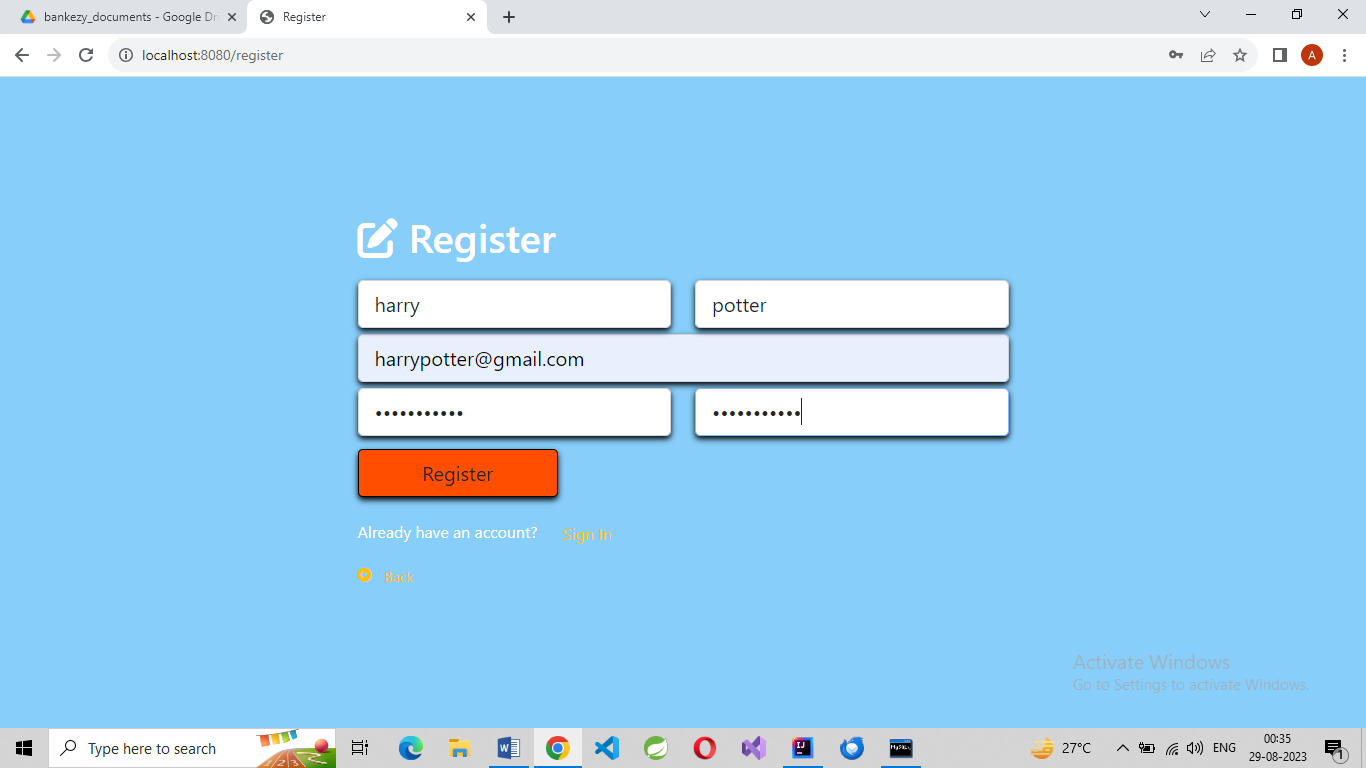 bankezy_documents - Google Dr
Register
localhost:8080/register
A
Register
harry
potter
harrypotter@gmail.com
Register
Already have an account?
Sign In
Back
Activate Windows
Go to Settings to activate Windows.
Type here to search
27°C
ENG
00:35
29-08-2023
1